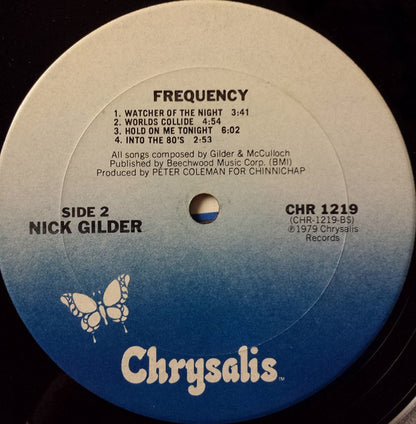 FREQUENCY
1. WATCHER OF THE NIGHT 3:41
2. WORLDS COLLIDE 4:54
3. HOLD ON ME TONIGHT 6:02
4. INTO THE 80'S 2:53
All songs composed by Gilder & McCulloch
Published by Beechwood Music Corp. (BMI)
Produced by PETER COLEMAN FOR CHINNICHAP
SIDE 2
NICK GILDER
CHR 1219
(CHR-1219-BS)
℗1979 Chrysalis
Records
Chrysalis™